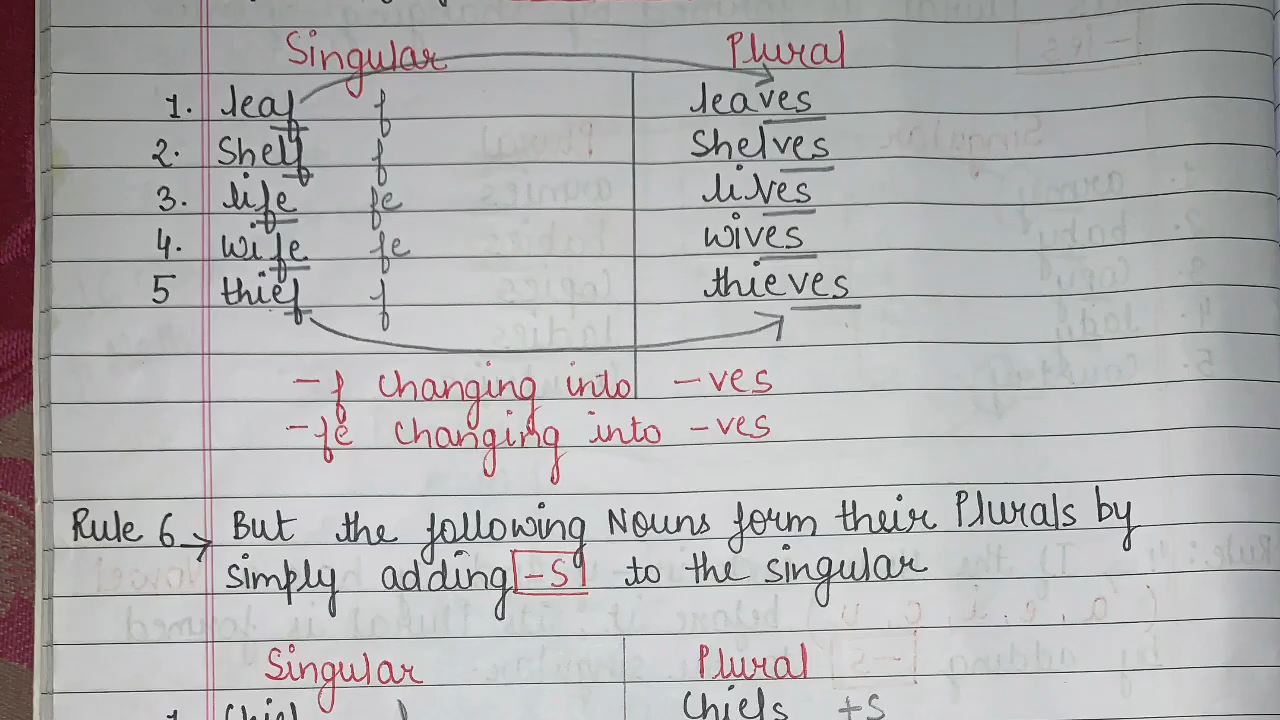 Singular Plural
1. leaf f leaves
2. Shelf f Shelves
3. life fe lives
4. wife fe wives
5 thief f thieves
-f changing into -ves
-fe changing into -ves
Rule 6→ But the following Nouns form their Plurals by
simply adding -s to the singular
Singular Plural
1. Chief Chiefs +s